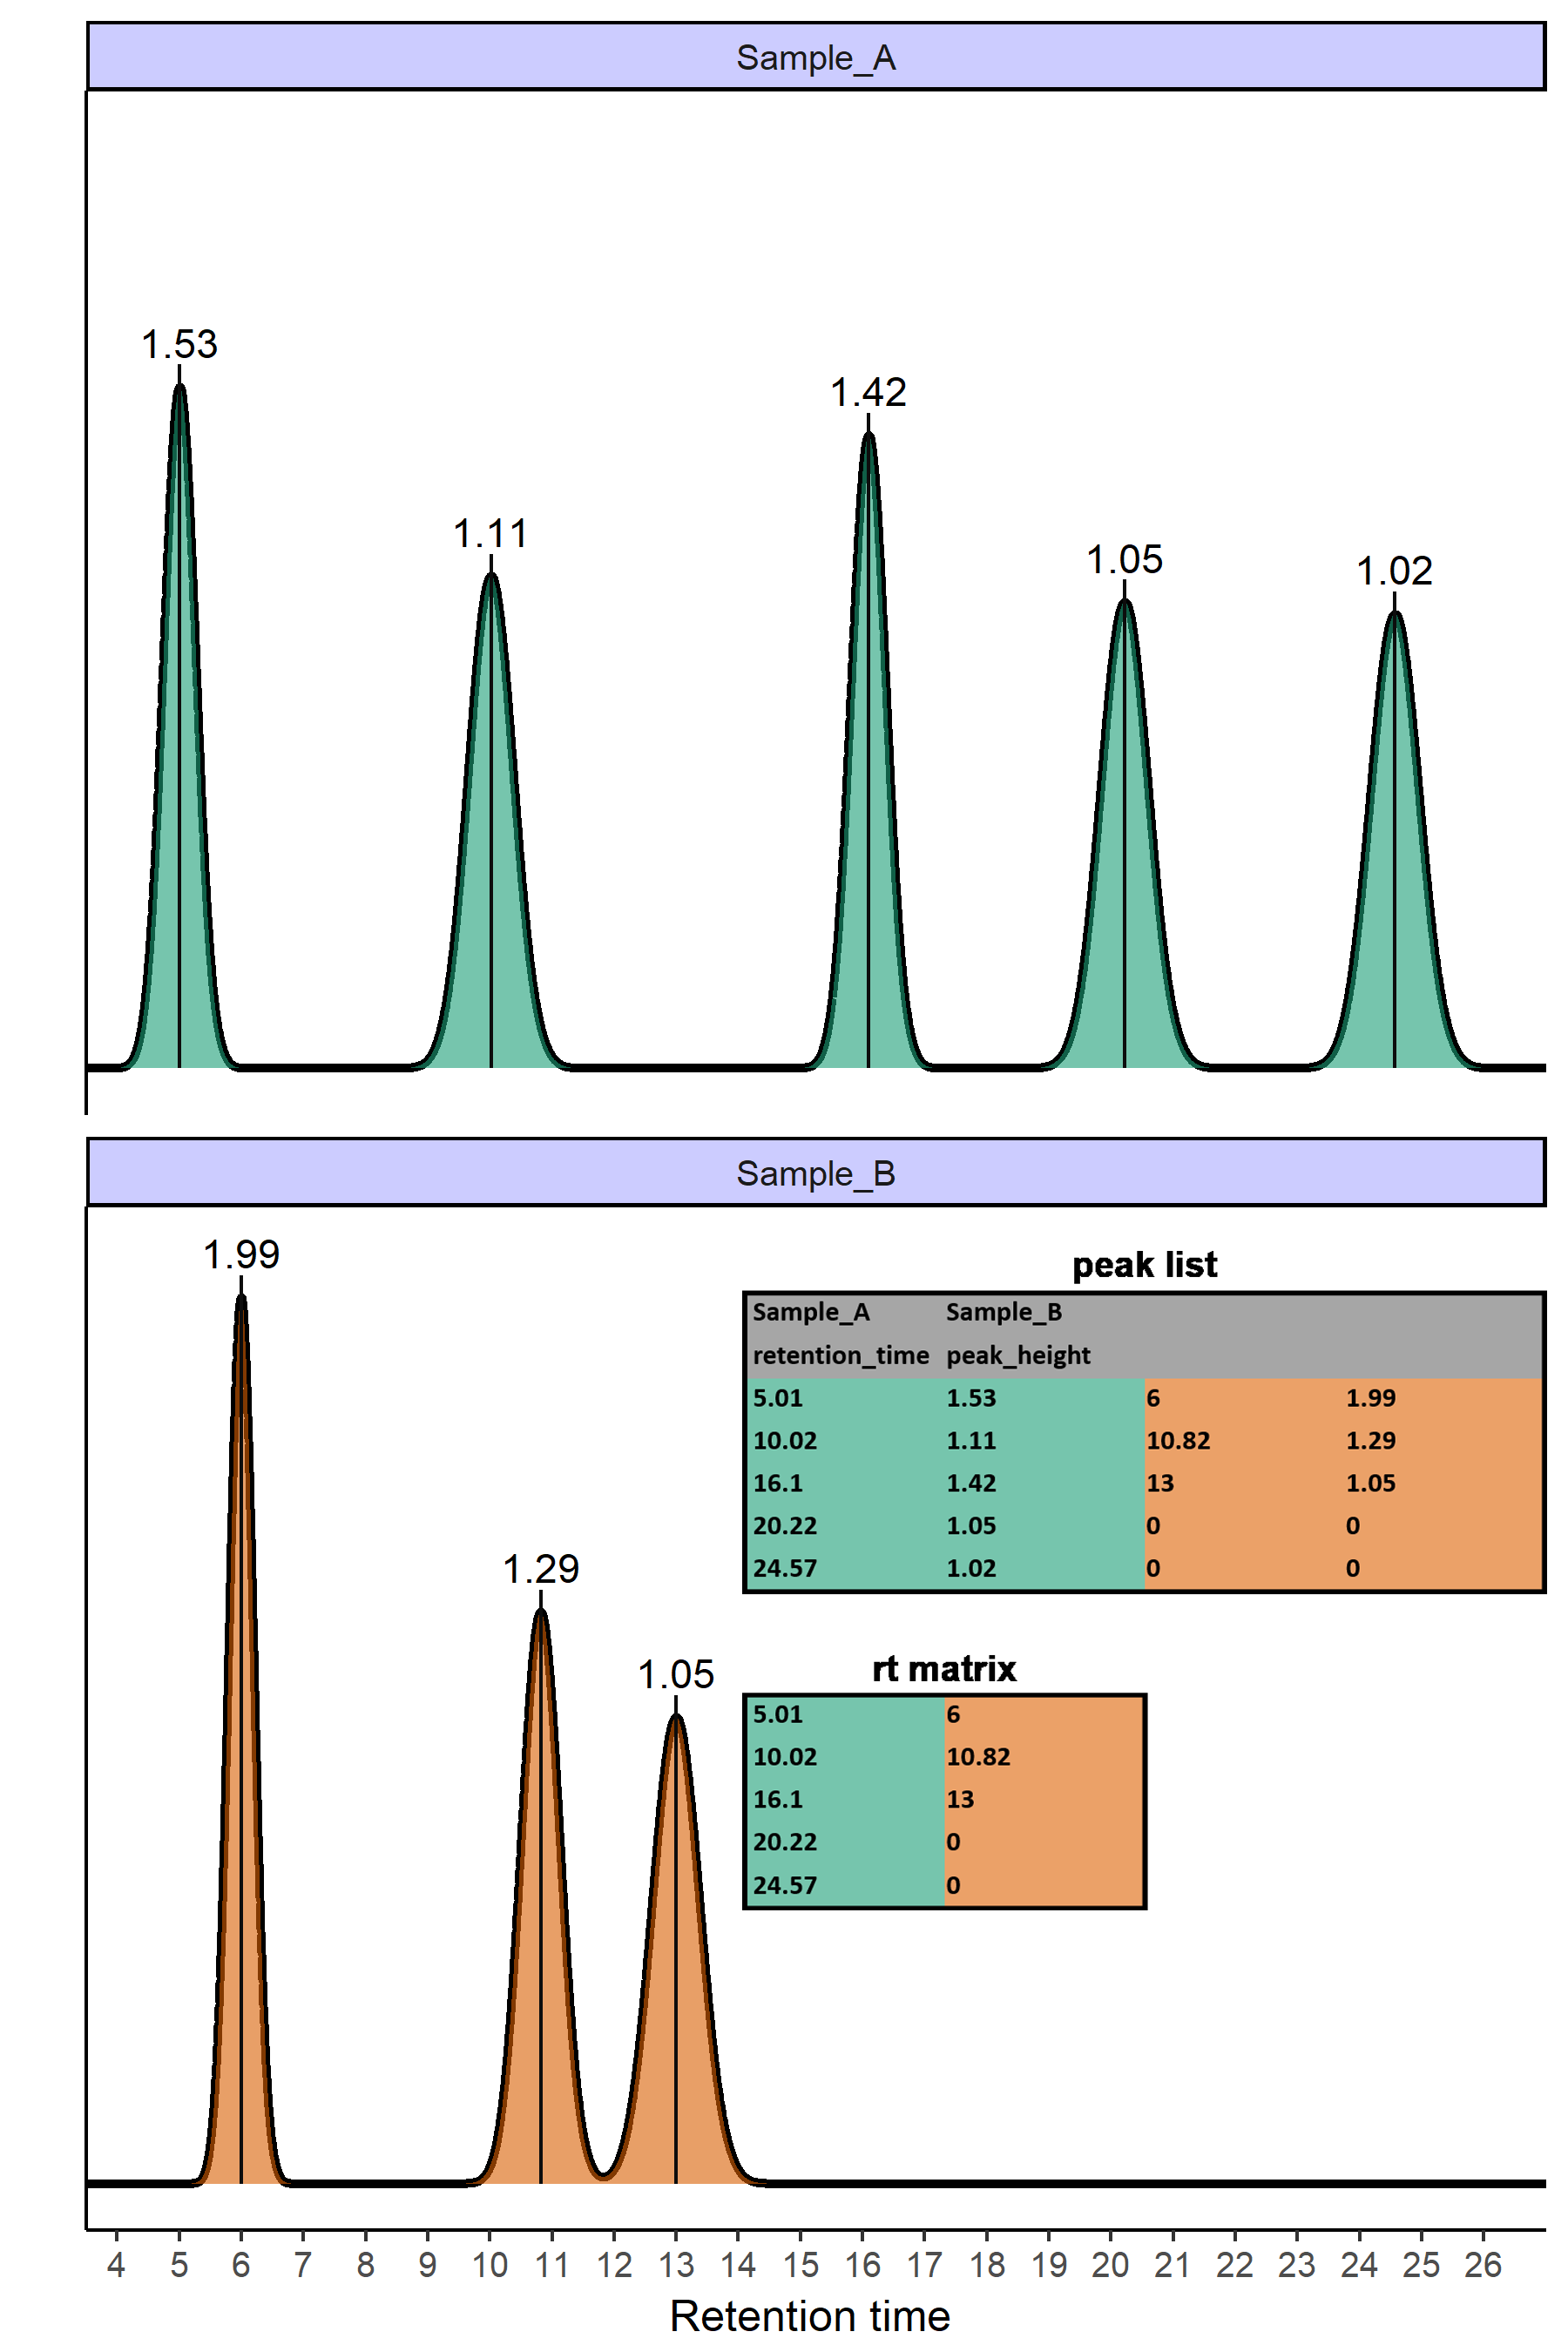 Sample_A
1.53
1.11
1.42
1.05
1.02
Sample_B
1.99
1.29
1.05
peak list
Sample_A Sample_B
retention_time peak_height
5.01 1.53 6 1.99
10.02 1.11 10.82 1.29
16.1 1.42 13 1.05
20.22 1.05 0 0
24.57 1.02 0 0
rt matrix
5.01 6
10.02 10.82
16.1 13
20.22 0
24.57 0
4 5 6 7 8 9 10 11 12 13 14 15 16 17 18 19 20 21 22 23 24 25 26
Retention time